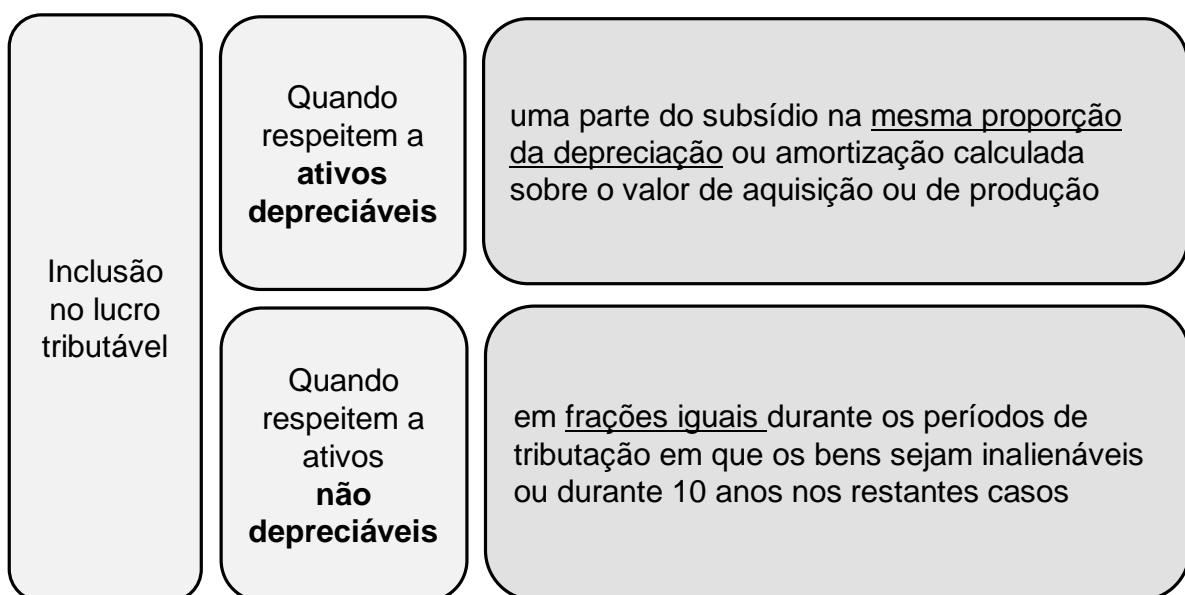 Inclusão
no lucro
tributável
Quando
respeitem a
ativos
depreciáveis
uma parte do subsídio na mesma proporção
da depreciação ou amortização calculada
sobre o valor de aquisição ou de produção
Quando
respeitem a
ativos
não
depreciáveis
em frações iguais durante os períodos de
tributação em que os bens sejam inalienáveis
ou durante 10 anos nos restantes casos